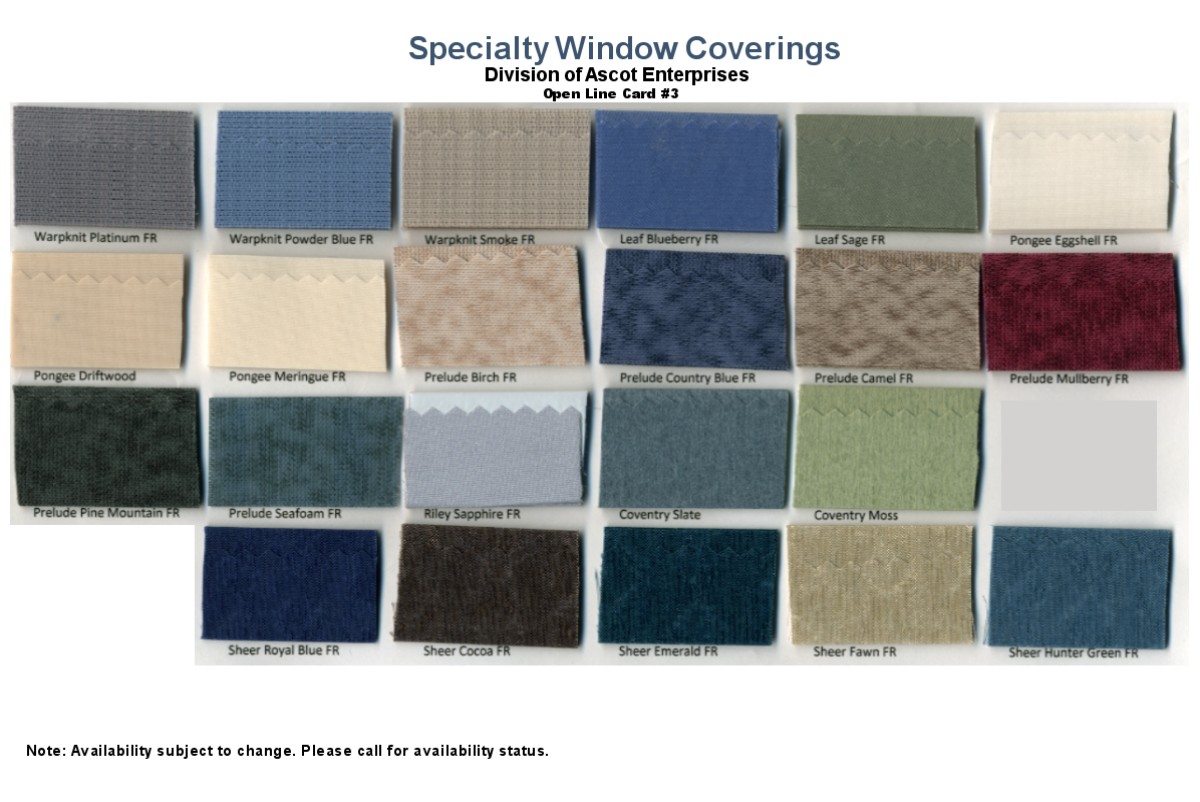 Specialty Window Coverings
Division of Ascot Enterprises
Open Line Card #3
Warpknit Platinum FR
Warpknit Powder Blue FR
Warpknit Smoke FR
Leaf Blueberry FR
Leaf Sage FR
Pongee Eggshell FR
Pongee Driftwood
Pongee Meringue FR
Prelude Birch FR
Prelude Country Blue FR
Prelude Camel FR
Prelude Mullberry FR
Prelude Pine Mountain FR
Prelude Seafoam FR
Riley Sapphire FR
Coventry Slate
Coventry Moss
Sheer Royal Blue FR
Sheer Cocoa FR
Sheer Emerald FR
Sheer Fawn FR
Sheer Hunter Green FR
Note: Availability subject to change. Please call for availability status.